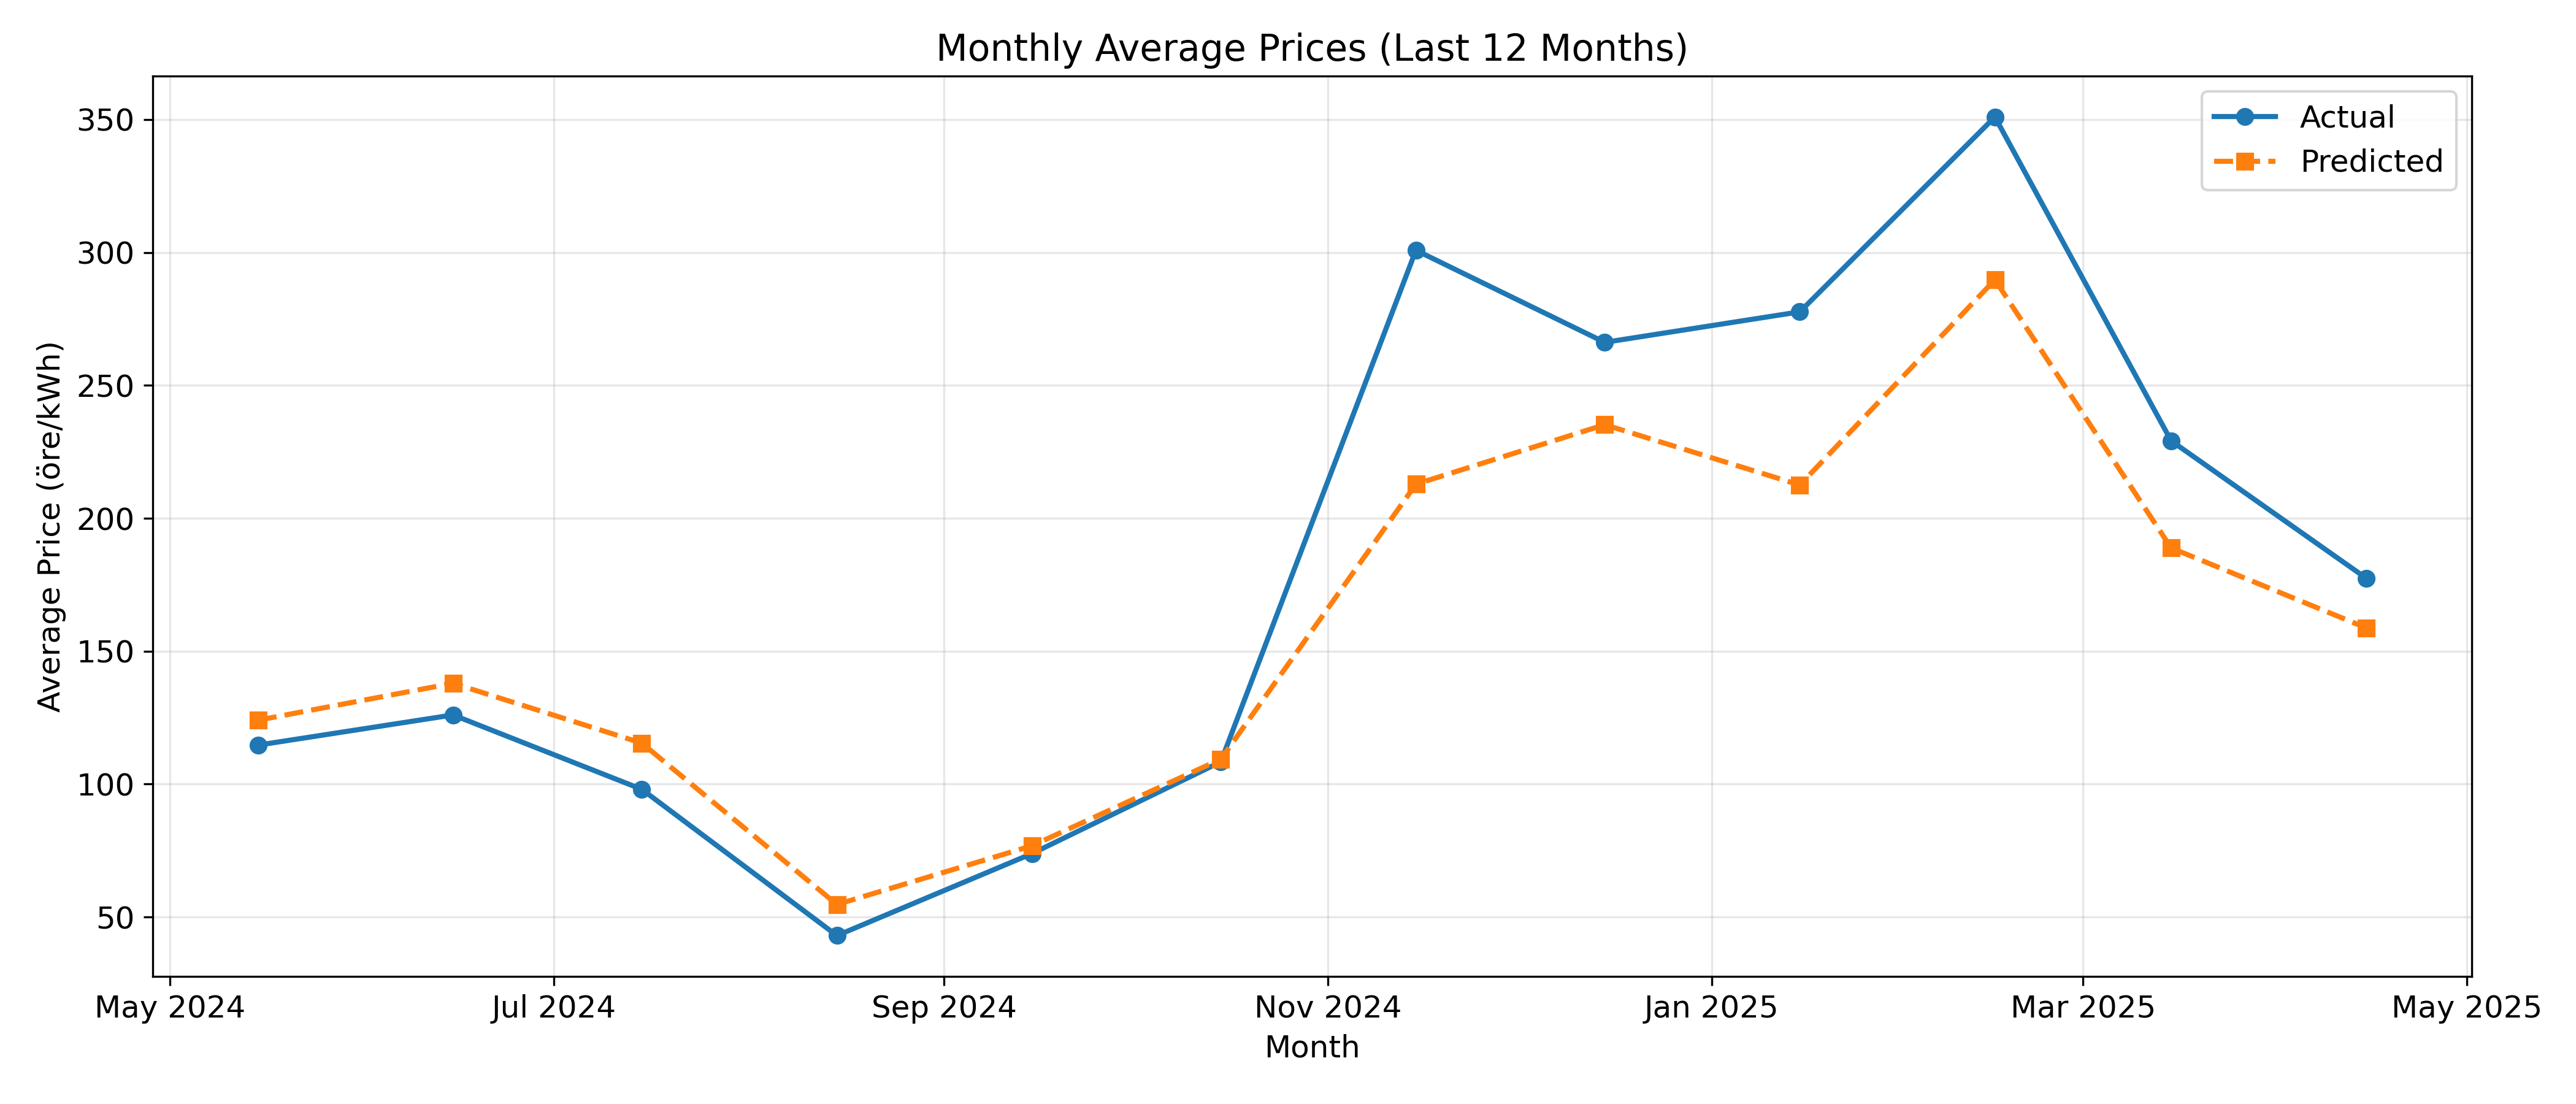 Monthly Average Prices (Last 12 Months)
Actual
Predicted
Average Price (öre/kWh)
350
300
250
200
150
100
50
May 2024
Jul 2024
Sep 2024
Nov 2024
Jan 2025
Mar 2025
May 2025
Month